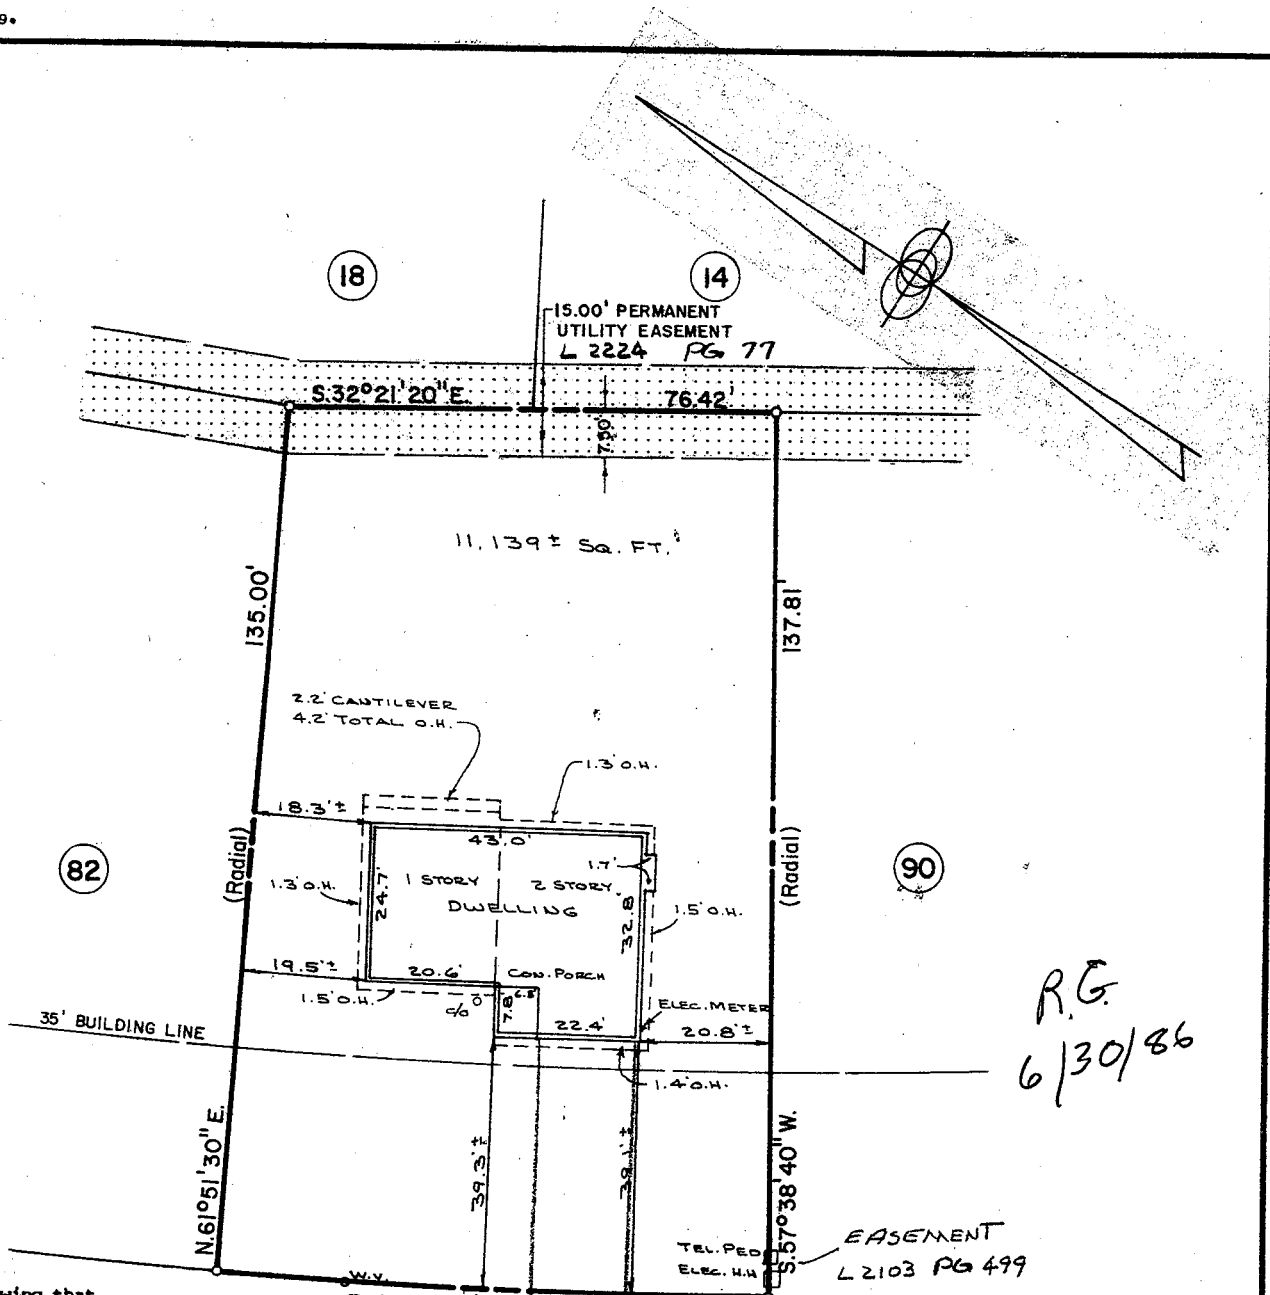 9.
18
14
15.00' PERMANENT
UTILITY EASEMENT
L 2224 PG. 77
S.32°21'20"E.
76.42'
7.50'
11,139± SQ. FT.
135.00'
137.81'
2.2' CANTILEVER
4.2' TOTAL O.H.
1.3' O.H.
18.3'±
43.0'
(Radial)
(Radial)
82
90
1.7'
1.3' O.H.
24.7'
1 STORY
2 STORY
DWELLING
32.8'
1.5' O.H.
19.5'±
20.6'
CON. PORCH
1.5' O.H.
c/o
7.8'
6.8'
ELEC. METER
22.4'
20.8'±
R.G.
6/30/86
35' BUILDING LINE
1.4' O.H.
N.61°51'30"E.
39.3'±
S.57°38'40"W.
TEL. PED.
ELEC. H.H
EASEMENT
L 2103 PG 499
W.V.